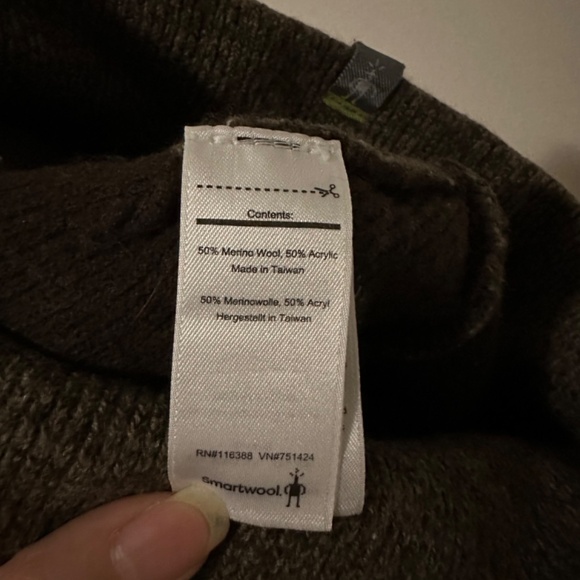 Contents:
50% Merino Wool, 50% Acrylic
Made in Taiwan
50% Merinowolle, 50% Acryl
Hergestellt in Taiwan
RN#116388 VN#751424
Smartwool.